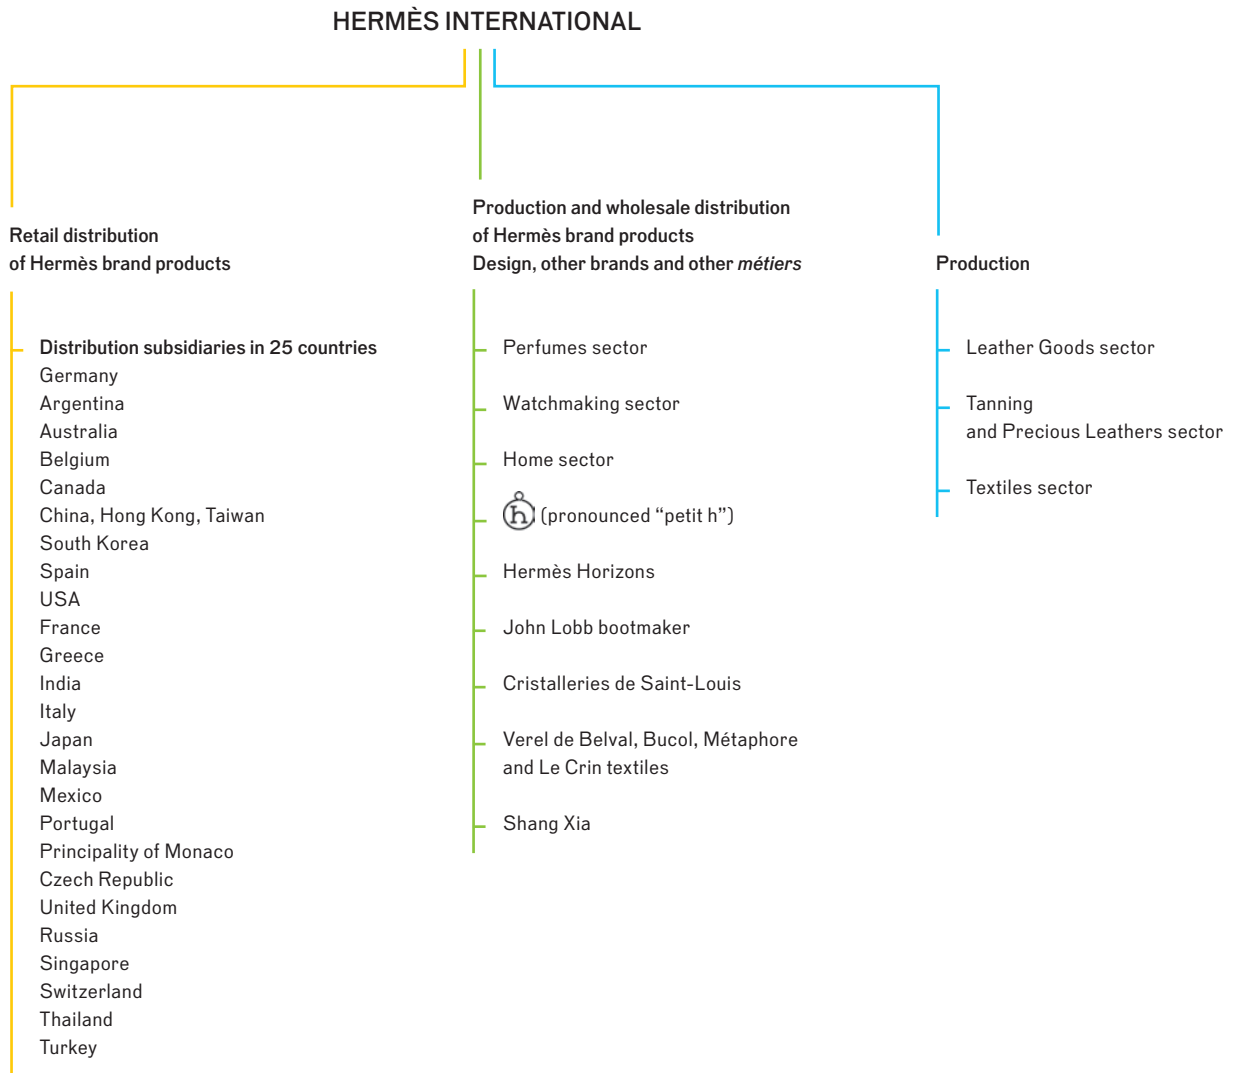 HERMÈS INTERNATIONAL
Retail distribution
of Hermès brand products
Distribution subsidiaries in 25 countries
Germany
Argentina
Australia
Belgium
Canada
China, Hong Kong, Taiwan
South Korea
Spain
USA
France
Greece
India
Italy
Japan
Malaysia
Mexico
Portugal
Principality of Monaco
Czech Republic
United Kingdom
Russia
Singapore
Switzerland
Thailand
Turkey
Production and wholesale distribution
of Hermès brand products
Design, other brands and other métiers
Perfumes sector
Watchmaking sector
Home sector
h (pronounced “petit h”)
Hermès Horizons
John Lobb bootmaker
Cristalleries de Saint-Louis
Verel de Belval, Bucol, Métaphore
and Le Crin textiles
Shang Xia
Production
Leather Goods sector
Tanning
and Precious Leathers sector
Textiles sector